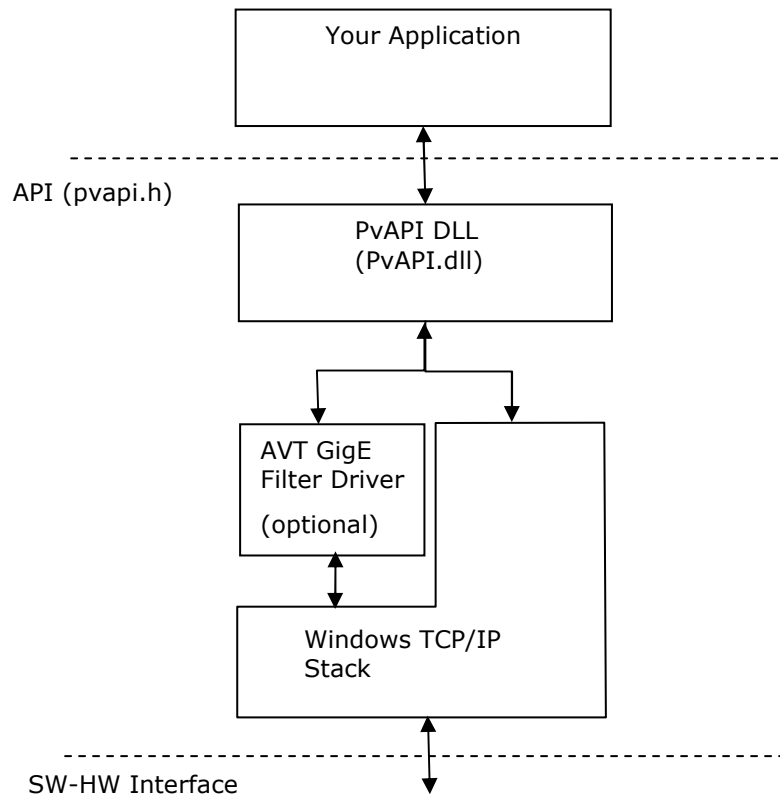 Your Application
API (pvapi.h)
PvAPI DLL
(PvAPI.dll)
AVT GigE
Filter Driver
(optional)
Windows TCP/IP
Stack
SW-HW Interface